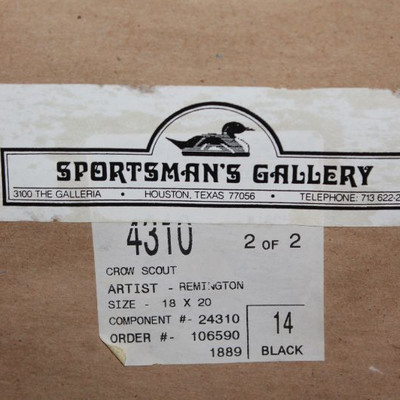 SPORTSMAN'S GALLERY
3100 THE GALLERIA • HOUSTON, TEXAS 77056 • TELEPHONE: 713 622-2
4310 2 OF 2
CROW SCOUT
ARTIST - REMINGTON
SIZE - 18 X 20
COMPONENT #- 24310 14
ORDER #- 106590
1889 BLACK